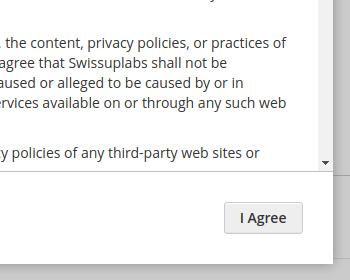 , the content, privacy policies, or practices of
agree that Swissuplabs shall not be
aused or alleged to be caused by or in
ervices available on or through any such web
cy policies of any third-party web sites or
I Agree